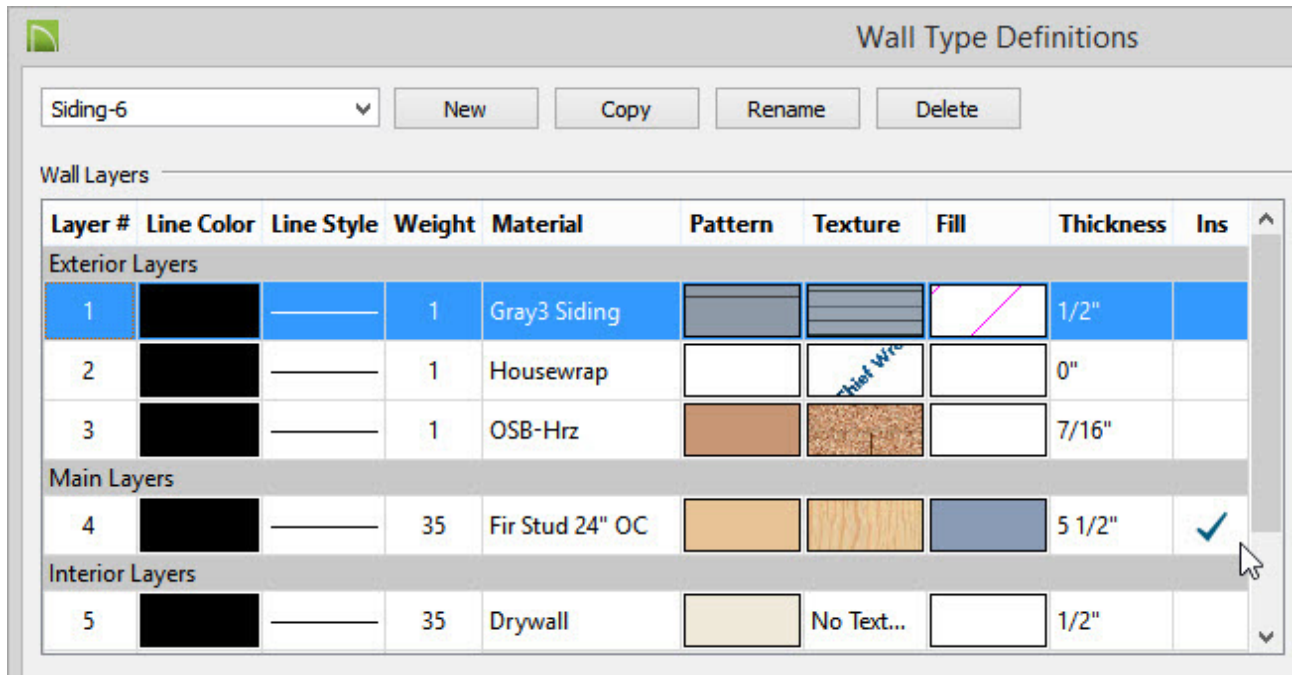 Wall Type Definitions
Siding-6 New Copy Rename Delete
Wall Layers
Layer # Line Color Line Style Weight Material Pattern Texture Fill Thickness Ins
Exterior Layers
1 1 Gray3 Siding 1/2"
2 1 Housewrap Chief 0"
3 1 OSB-Hrz 7/16"
Main Layers
4 35 Fir Stud 24" OC 5 1/2"
Interior Layers
5 35 Drywall No Text... 1/2"